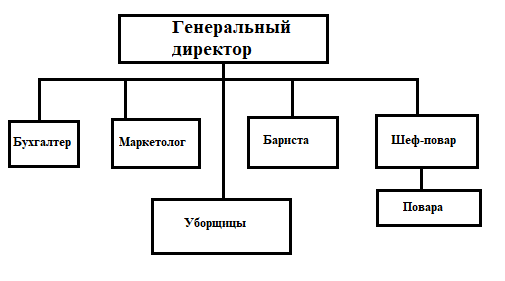 Генеральный
директор
Бухгалтер
Маркетолог
Бариста
Шеф-повар
Уборщицы
Повара